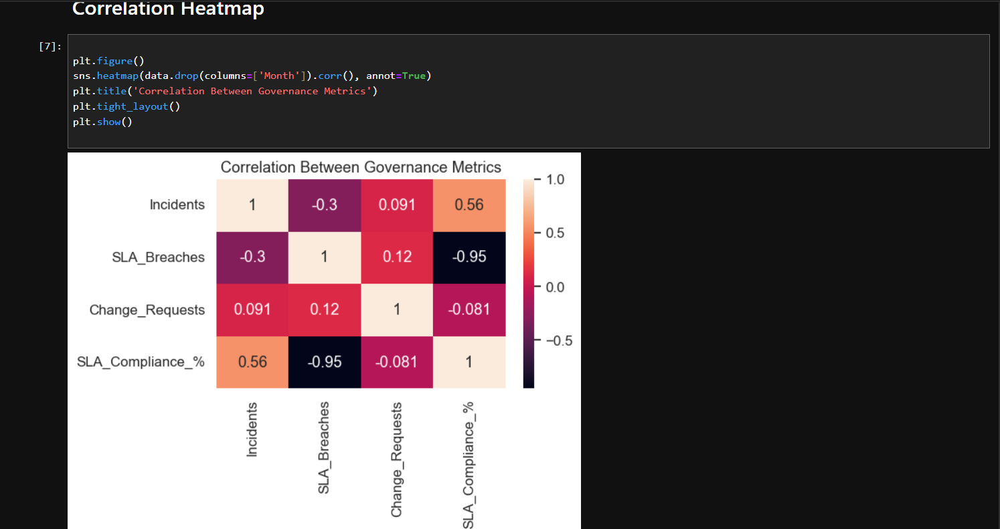 Correlation Heatmap
[7]:
plt.figure()
sns.heatmap(data.drop(columns=['Month']).corr(), annot=True)
plt.title('Correlation Between Governance Metrics')
plt.tight_layout()
plt.show()
Correlation Between Governance Metrics
Incidents 1 -0.3 0.091 0.56
SLA_Breaches -0.3 1 0.12 -0.95
Change_Requests 0.091 0.12 1 -0.081
SLA_Compliance_% 0.56 -0.95 -0.081 1
Incidents
SLA_Breaches
Change_Requests
SLA_Compliance_%
1.0
0.5
0.0
−0.5